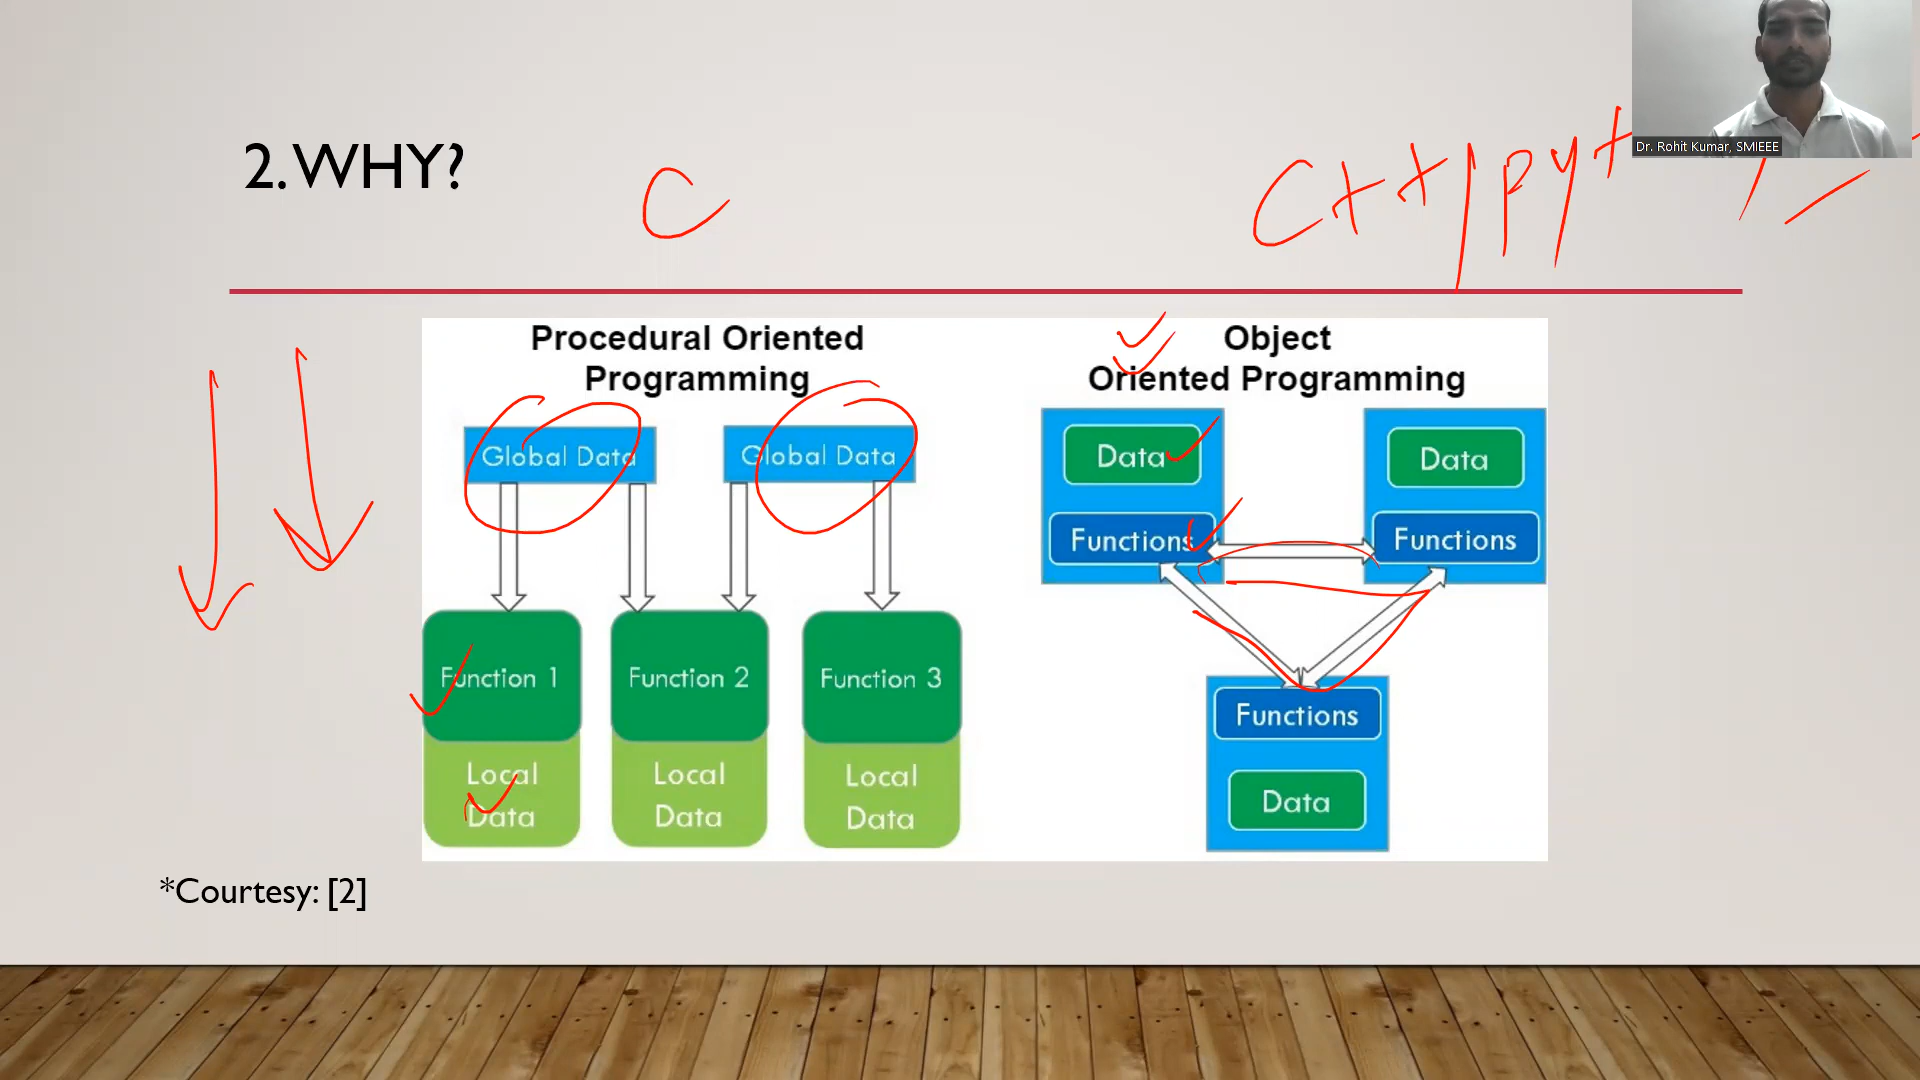 Dr. Rohit Kumar, SMIEEE
2. WHY?
C
C++/pyt
Procedural Oriented
Programming
Global Data
Global Data
Function 1
Function 2
Function 3
Local
Data
Local
Data
Local
Data
Object
Oriented Programming
Data
Functions
Data
Functions
Functions
Data
*Courtesy: [2]